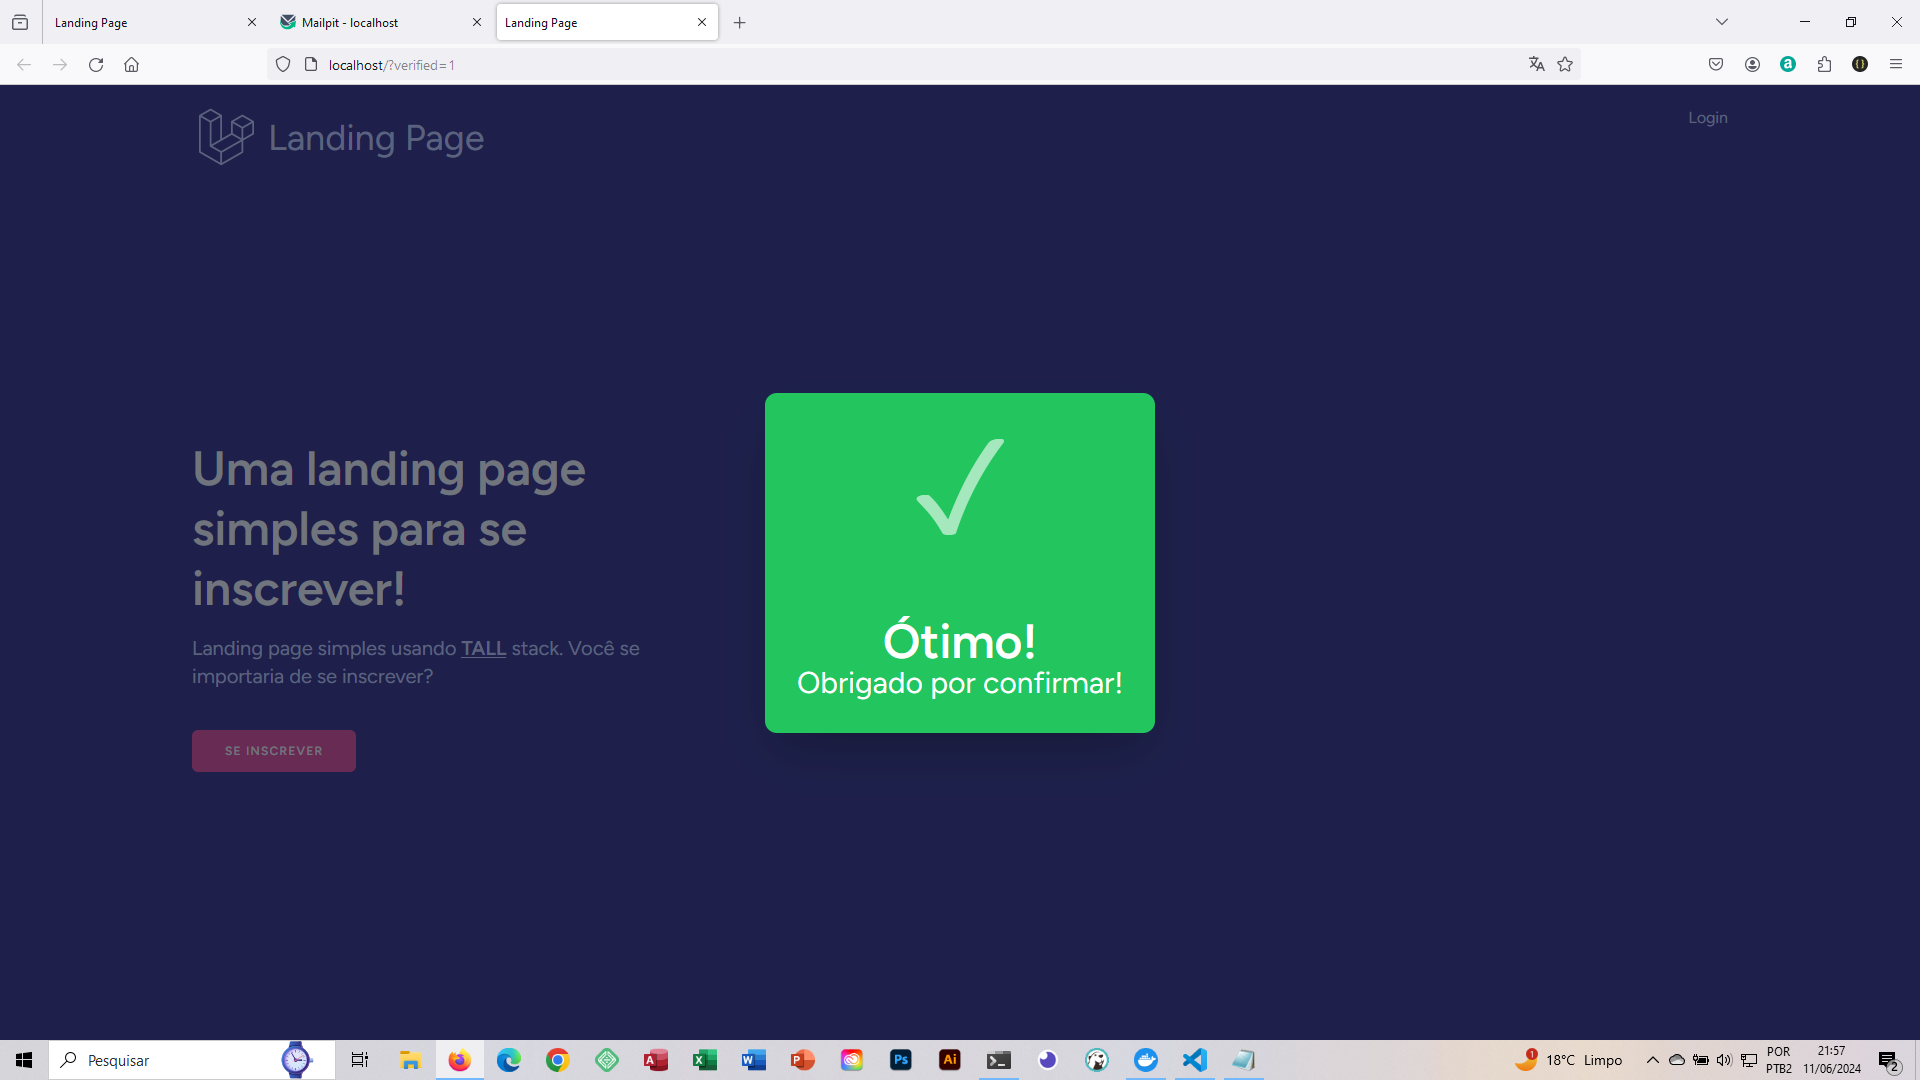 Landing Page
Mailpit - localhost
Landing Page
localhost/?verified=1
Landing Page
Login
Uma landing page
simples para se
inscrever!
Landing page simples usando TALL stack. Você se
importaria de se inscrever?
SE INSCREVER
Ótimo!
Obrigado por confirmar!
Pesquisar
18°C Limpo
POR
PTB2
21:57
11/06/2024
2